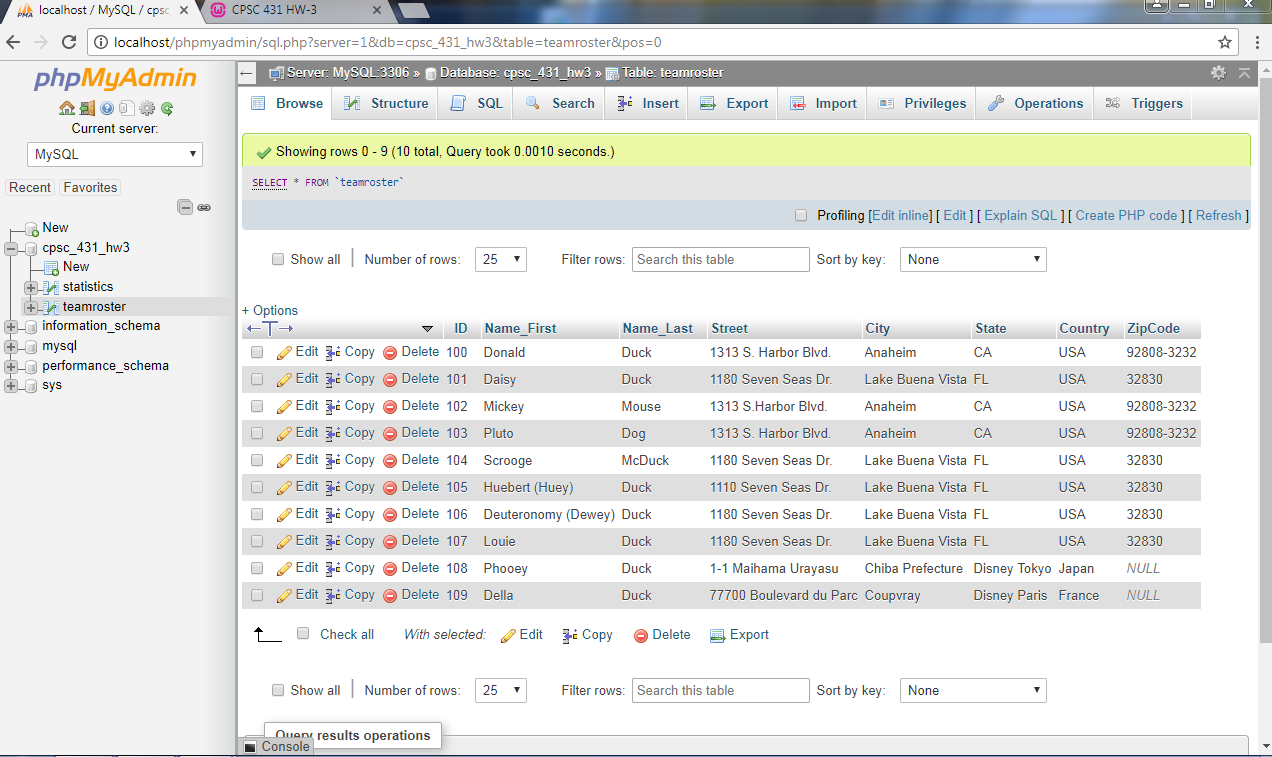 localhost / MySQL / cpsc
CPSC 431 HW-3
localhost/phpmyadmin/sql.php?server=1&db=cpsc_431_hw3&table=teamroster&pos=0
phpMyAdmin
Current server:
MySQL
Recent Favorites
New
cpsc_431_hw3
New
statistics
teamroster
information_schema
mysql
performance_schema
sys
Server: MySQL:3306 » Database: cpsc_431_hw3 » Table: teamroster
Browse Structure SQL Search Insert Export Import Privileges Operations Triggers
Showing rows 0 - 9 (10 total, Query took 0.0010 seconds.)
SELECT * FROM `teamroster`
Profiling [Edit inline] [ Edit ] [ Explain SQL ] [ Create PHP code ] [ Refresh ]
Show all Number of rows: 25 Filter rows: Search this table Sort by key: None
+ Options
ID Name_First Name_Last Street City State Country ZipCode
Edit Copy Delete 100 Donald Duck 1313 S. Harbor Blvd. Anaheim CA USA 92808-3232
Edit Copy Delete 101 Daisy Duck 1180 Seven Seas Dr. Lake Buena Vista FL USA 32830
Edit Copy Delete 102 Mickey Mouse 1313 S.Harbor Blvd. Anaheim CA USA 92808-3232
Edit Copy Delete 103 Pluto Dog 1313 S. Harbor Blvd. Anaheim CA USA 92808-3232
Edit Copy Delete 104 Scrooge McDuck 1180 Seven Seas Dr. Lake Buena Vista FL USA 32830
Edit Copy Delete 105 Huebert (Huey) Duck 1110 Seven Seas Dr. Lake Buena Vista FL USA 32830
Edit Copy Delete 106 Deuteronomy (Dewey) Duck 1180 Seven Seas Dr. Lake Buena Vista FL USA 32830
Edit Copy Delete 107 Louie Duck 1180 Seven Seas Dr. Lake Buena Vista FL USA 32830
Edit Copy Delete 108 Phooey Duck 1-1 Maihama Urayasu Chiba Prefecture Disney Tokyo Japan NULL
Edit Copy Delete 109 Della Duck 77700 Boulevard du Parc Coupvray Disney Paris France NULL
Check all With selected: Edit Copy Delete Export
Show all Number of rows: 25 Filter rows: Search this table Sort by key: None
Query results operations
Console